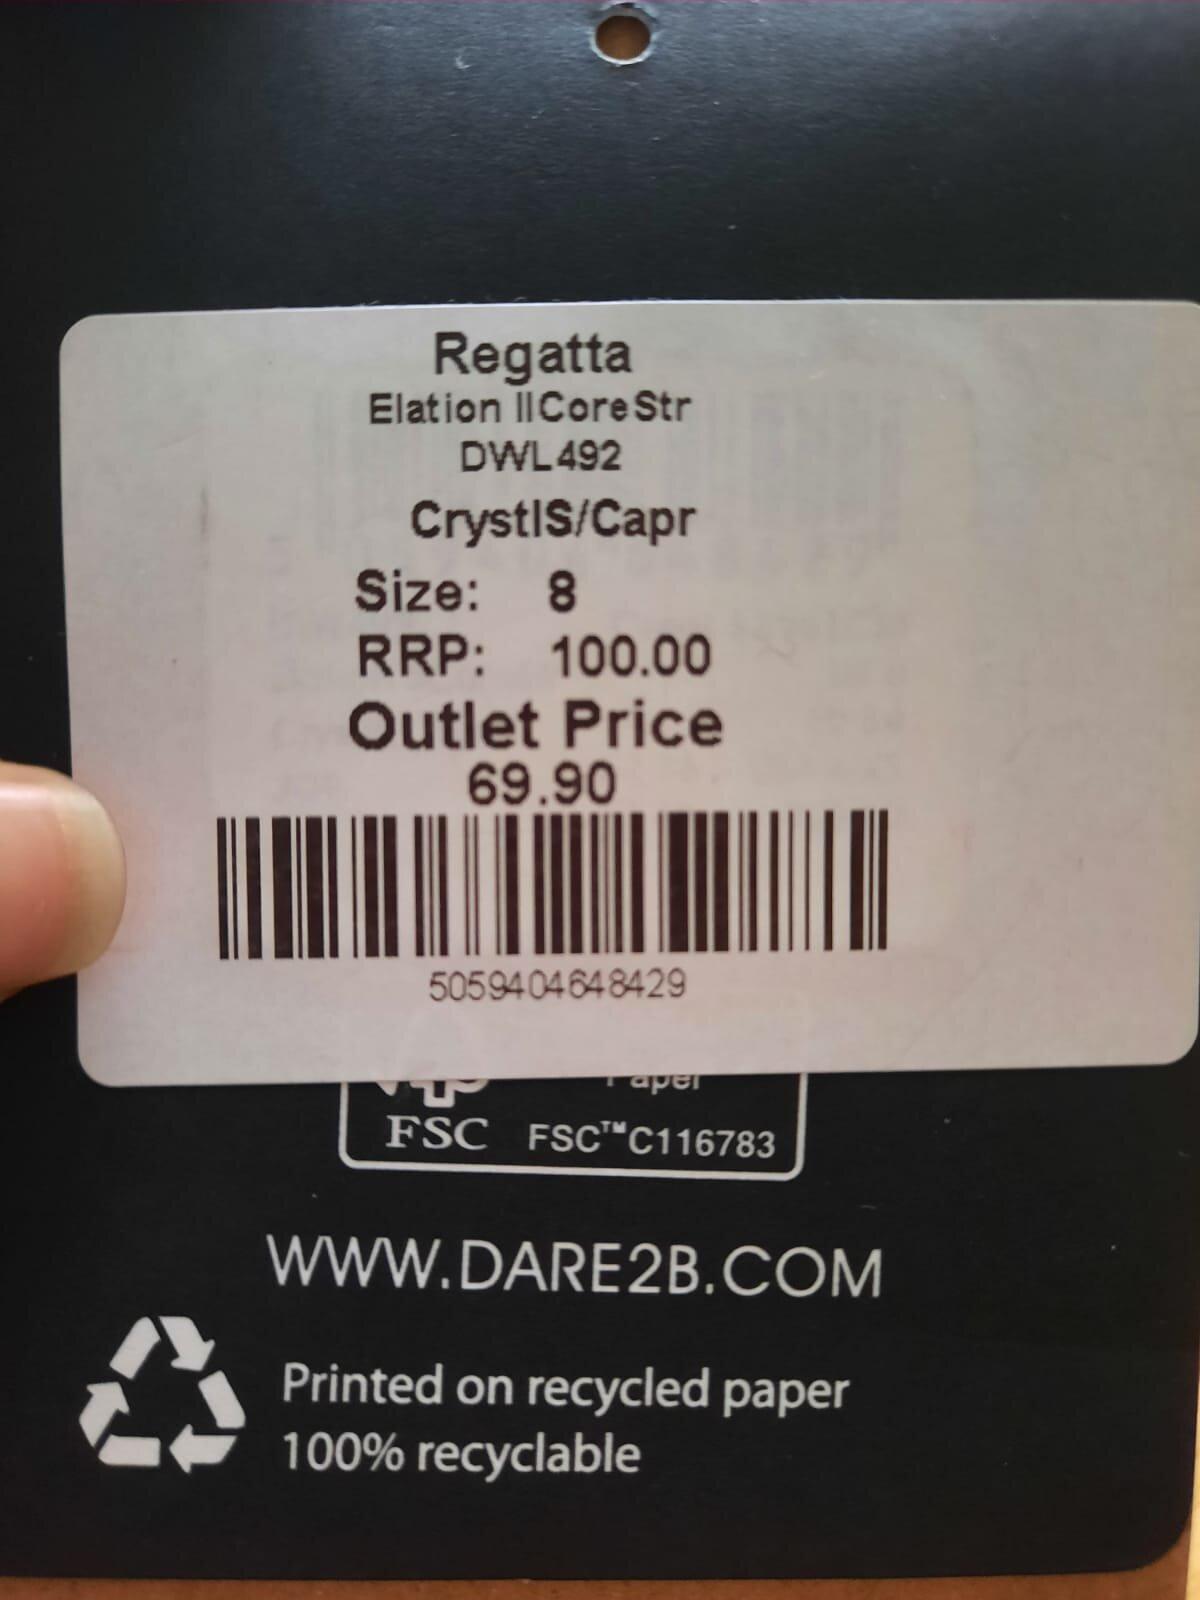 Regatta
Elation IICoreStr
DWL492
CrystlS/Capr
Size: 8
RRP: 100.00
Outlet Price
69.90
5059404648429
Paper
FSC FSC™C116783
WWW.DARE2B.COM
Printed on recycled paper
100% recyclable